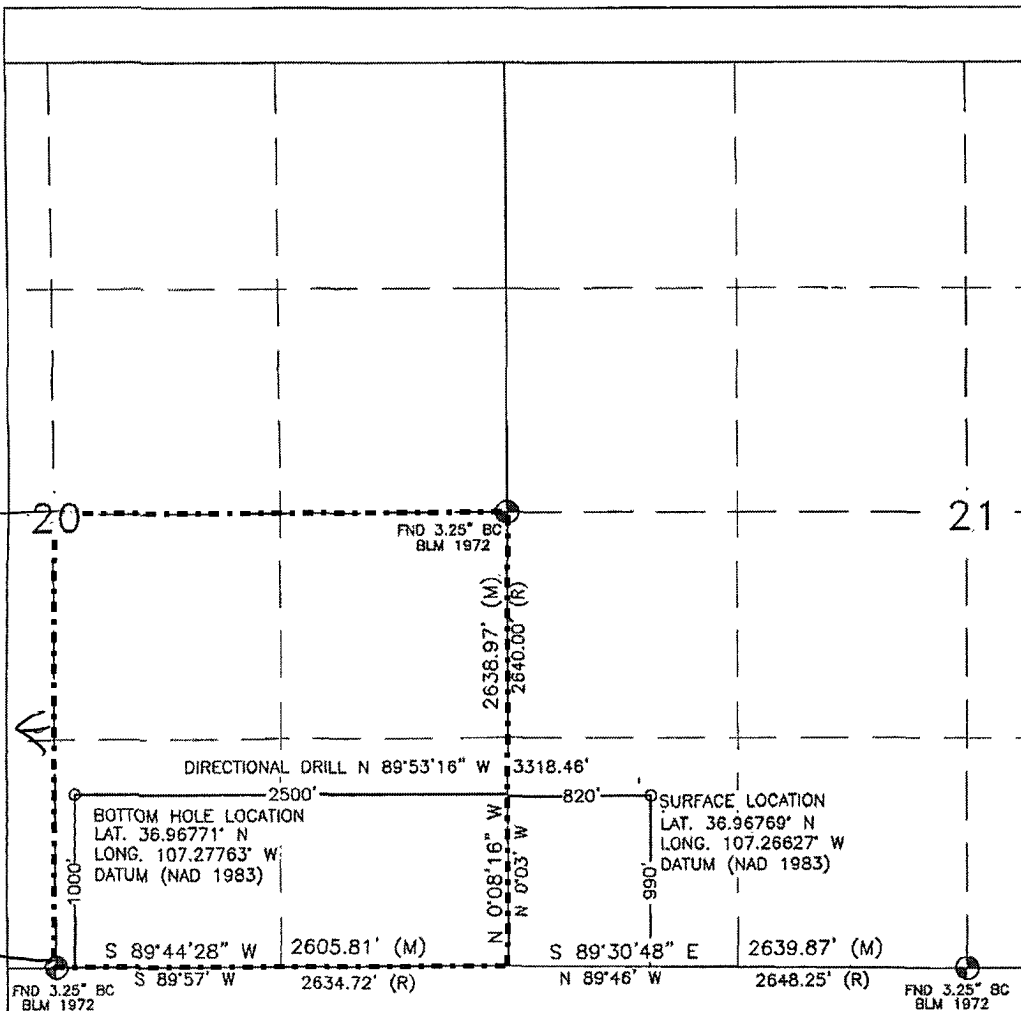 20
21
FND 3.25" BC
BLM 1972
2638.97' (M)
2640.00' (R)
DIRECTIONAL DRILL N 89°53'16" W 3318.46'
2500'
820'
BOTTOM HOLE LOCATION
LAT. 36.96771° N
LONG. 107.27763° W
DATUM (NAD 1983)
SURFACE LOCATION
LAT. 36.96769° N
LONG. 107.26627° W
DATUM (NAD 1983)
1000'
N 0°08'16" W
N 0°03' W
990'
S 89°44'28" W 2605.81' (M)
S 89°57' W 2634.72' (R)
S 89°30'48" E 2639.87' (M)
N 89°46' W 2648.25' (R)
FND 3.25" BC
BLM 1972
FND 3.25" BC
BLM 1972